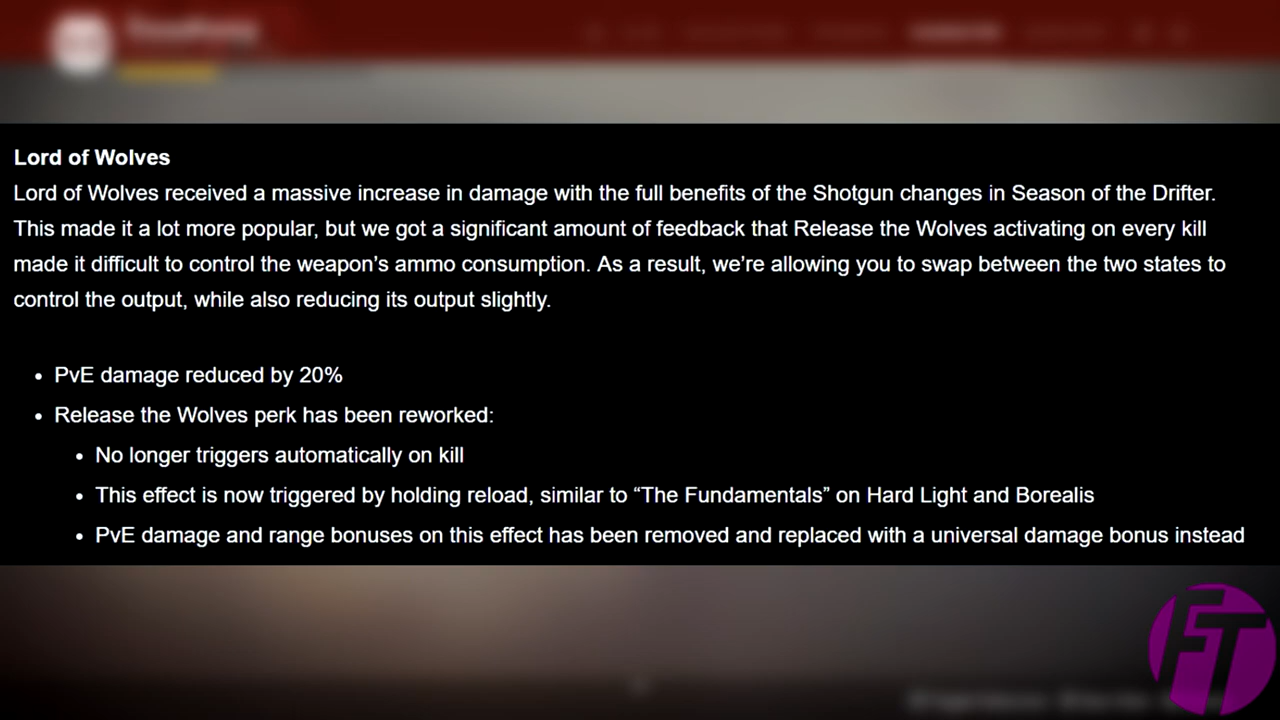 Lord of Wolves
Lord of Wolves received a massive increase in damage with the full benefits of the Shotgun changes in Season of the Drifter.
This made it a lot more popular, but we got a significant amount of feedback that Release the Wolves activating on every kill
made it difficult to control the weapon’s ammo consumption. As a result, we’re allowing you to swap between the two states to
control the output, while also reducing its output slightly.
• PvE damage reduced by 20%
• Release the Wolves perk has been reworked:
• No longer triggers automatically on kill
• This effect is now triggered by holding reload, similar to “The Fundamentals” on Hard Light and Borealis
• PvE damage and range bonuses on this effect has been removed and replaced with a universal damage bonus instead
FT